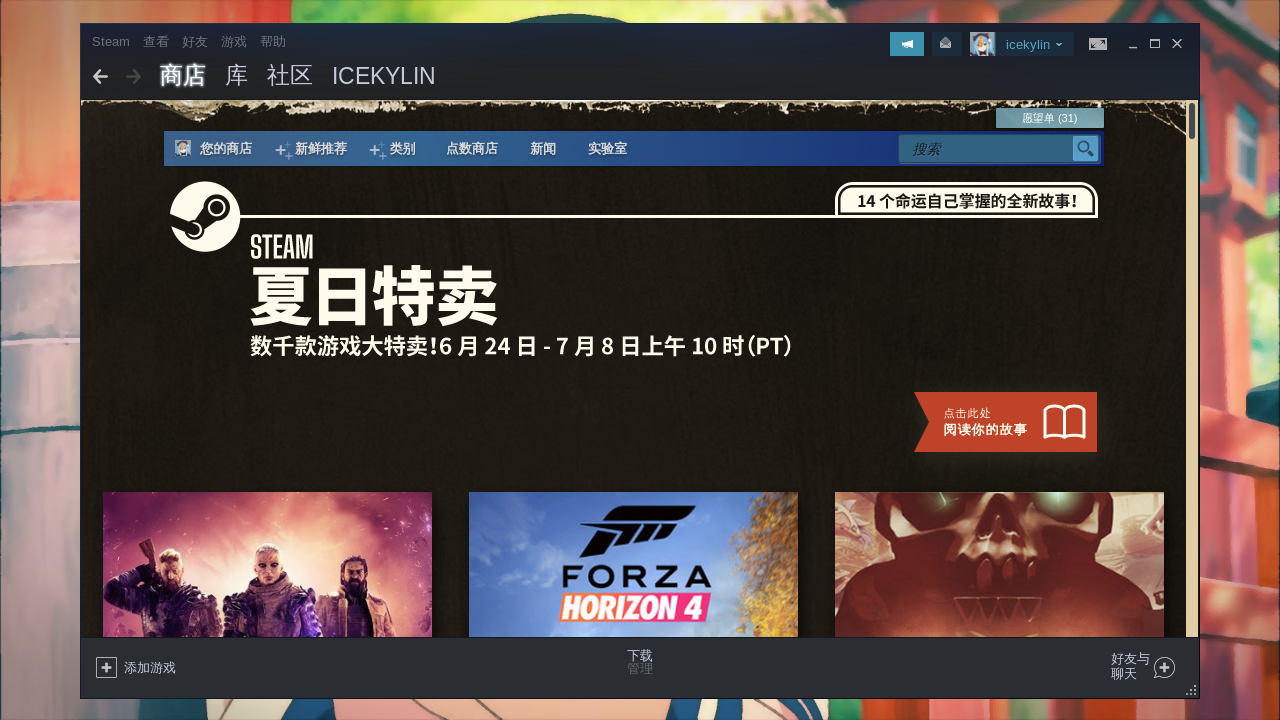 Steam 查看 好友 游戏 帮助
icekylin
商店 库 社区 ICEKYLIN
愿望单 (31)
您的商店 新鲜推荐 类别 点数商店 新闻 实验室 搜索
14 个命运自己掌握的全新故事!
STEAM
夏日特卖
数千款游戏大特卖!6 月 24 日 - 7 月 8 日上午 10 时(PT)
点击此处
阅读你的故事
FORZA
HORIZON 4
添加游戏
下载
管理
好友与
聊天